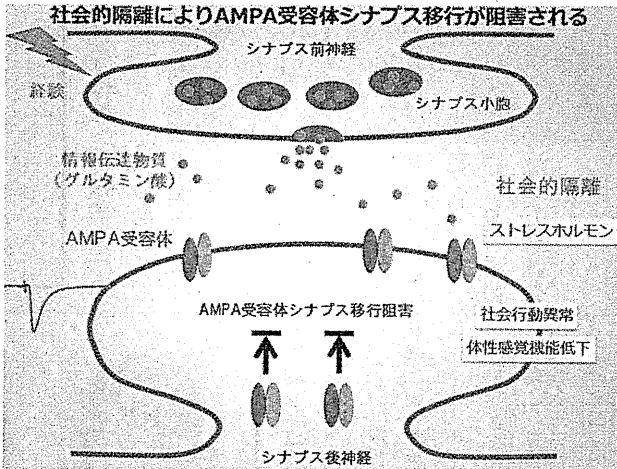 社会的隔離によりAMPA受容体シナプス移行が阻害される
シナプス前神経
経験
シナプス小胞
情報伝達物質
（グルタミン酸）
社会的隔離
ストレスホルモン
AMPA受容体
AMPA受容体シナプス移行阻害
社会行動異常
体性感覚機能低下
シナプス後神経